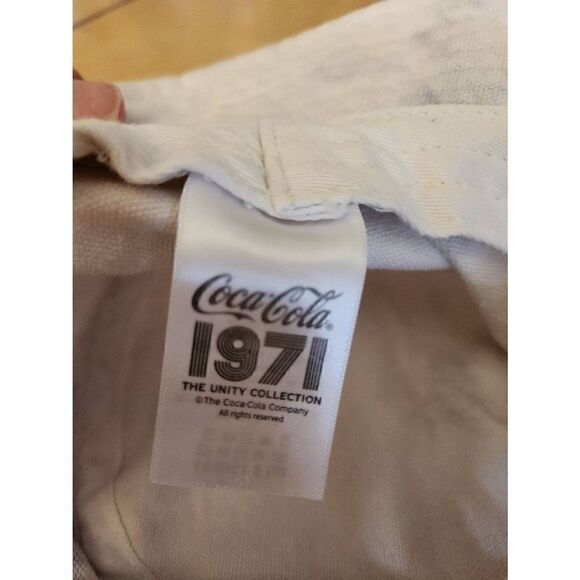 Coca-Cola®
1971
THE UNITY COLLECTION
©The Coca-Cola Company
All rights reserved